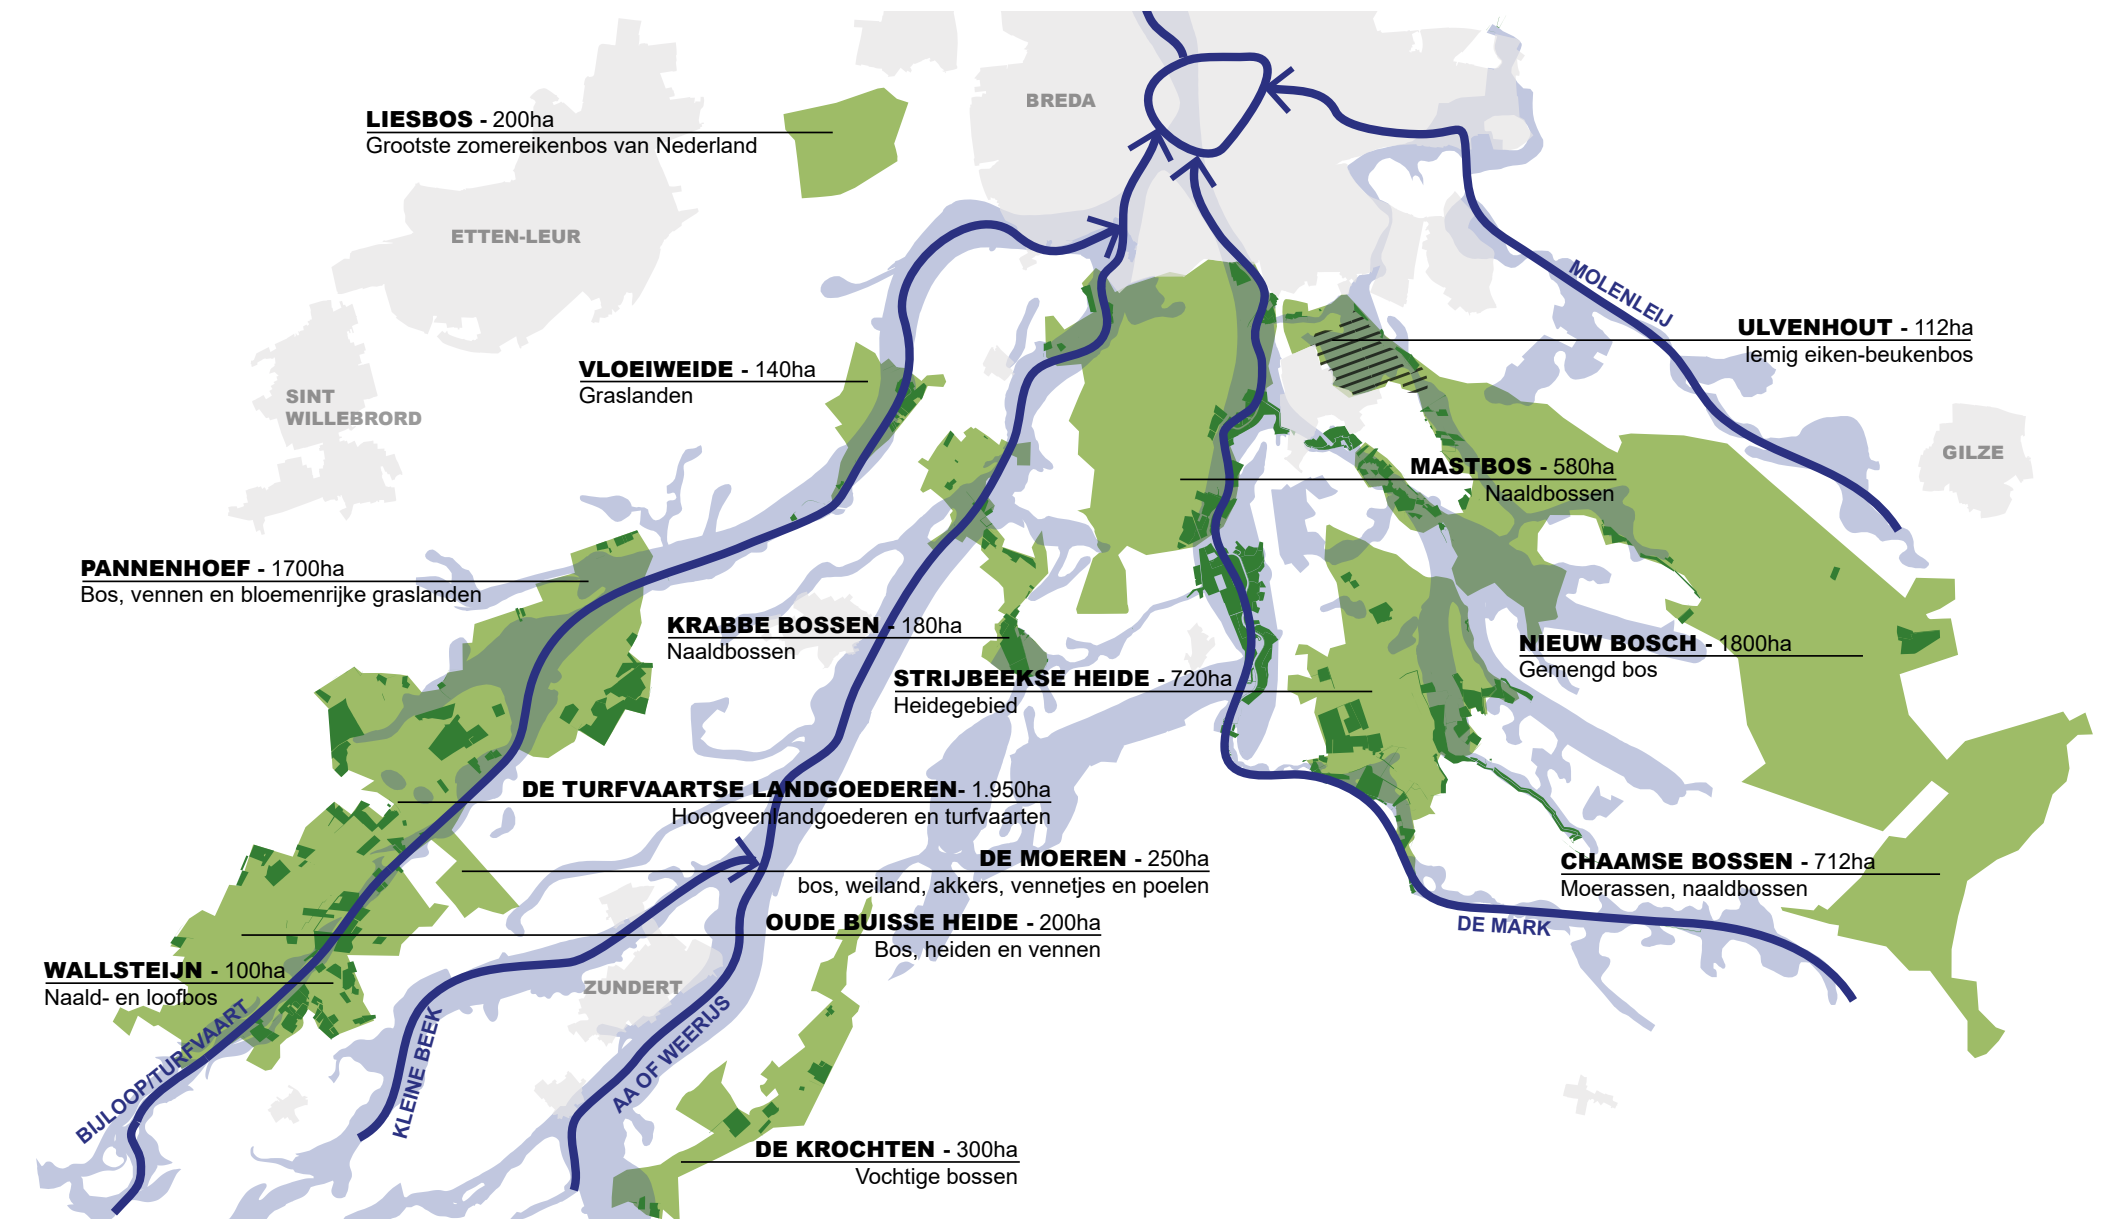 BREDA
LIESBOS - 200ha
Grootste zomereikenbos van Nederland
ETTEN-LEUR
MOLENLEIJ
ULVENHOUT - 112ha
lemig eiken-beukenbos
VLOEIWEIDE - 140ha
Graslanden
SINT
WILLEBRORD
GILZE
MASTBOS - 580ha
Naaldbossen
PANNENHOEF - 1700ha
Bos, vennen en bloemenrijke graslanden
KRABBE BOSSEN - 180ha
Naaldbossen
NIEUW BOSCH - 1800ha
Gemengd bos
STRIJBEEKSE HEIDE - 720ha
Heidegebied
DE TURFVAARTSE LANDGOEDEREN- 1.950ha
Hoogveenlandgoederen en turfvaarten
DE MOEREN - 250ha
bos, weiland, akkers, vennetjes en poelen
CHAAMSE BOSSEN - 712ha
Moerassen, naaldbossen
OUDE BUISSE HEIDE - 200ha
Bos, heiden en vennen
DE MARK
WALLSTEIJN - 100ha
Naald- en loofbos
ZUNDERT
BIJLOOP/TURFVAART
KLEINE BEEK
AA OF WEERIJS
DE KROCHTEN - 300ha
Vochtige bossen